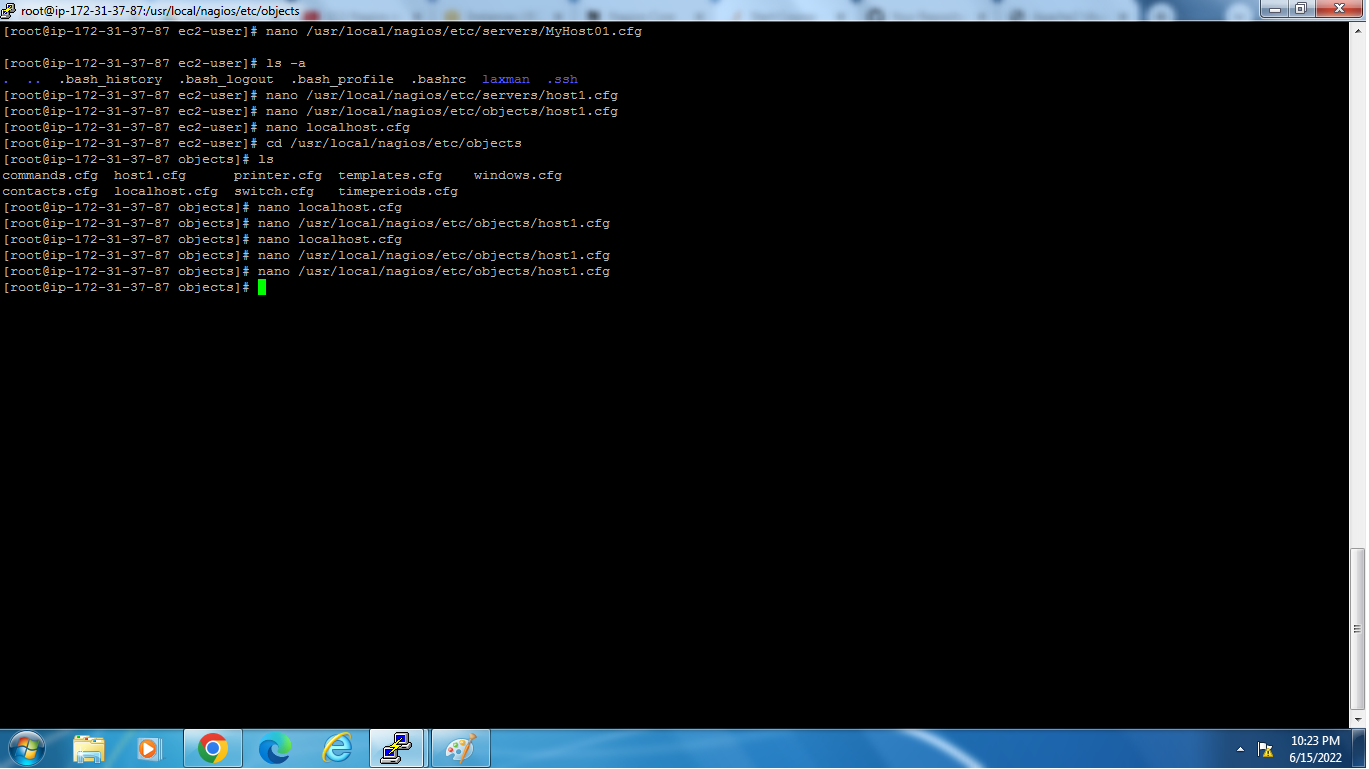 root@ip-172-31-37-87:/usr/local/nagios/etc/objects
[root@ip-172-31-37-87 ec2-user]# nano /usr/local/nagios/etc/servers/MyHost01.cfg
[root@ip-172-31-37-87 ec2-user]# ls -a
.  ..  .bash_history  .bash_logout  .bash_profile  .bashrc  laxman  .ssh
[root@ip-172-31-37-87 ec2-user]# nano /usr/local/nagios/etc/servers/host1.cfg
[root@ip-172-31-37-87 ec2-user]# nano /usr/local/nagios/etc/objects/host1.cfg
[root@ip-172-31-37-87 ec2-user]# nano localhost.cfg
[root@ip-172-31-37-87 ec2-user]# cd /usr/local/nagios/etc/objects
[root@ip-172-31-37-87 objects]# ls
commands.cfg  host1.cfg      printer.cfg  templates.cfg    windows.cfg
contacts.cfg  localhost.cfg  switch.cfg   timeperiods.cfg
[root@ip-172-31-37-87 objects]# nano localhost.cfg
[root@ip-172-31-37-87 objects]# nano /usr/local/nagios/etc/objects/host1.cfg
[root@ip-172-31-37-87 objects]# nano localhost.cfg
[root@ip-172-31-37-87 objects]# nano /usr/local/nagios/etc/objects/host1.cfg
[root@ip-172-31-37-87 objects]# nano /usr/local/nagios/etc/objects/host1.cfg
[root@ip-172-31-37-87 objects]#
10:23 PM
6/15/2022